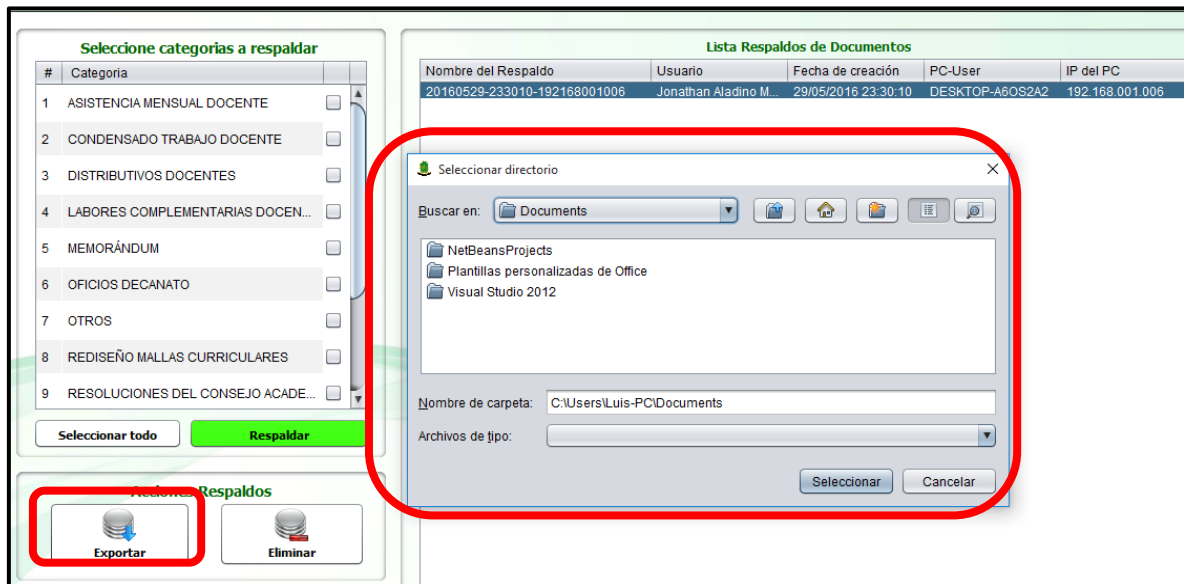 Seleccione categorias a respaldar
# Categoria
1 ASISTENCIA MENSUAL DOCENTE
2 CONDENSADO TRABAJO DOCENTE
3 DISTRIBUTIVOS DOCENTES
4 LABORES COMPLEMENTARIAS DOCEN...
5 MEMORÁNDUM
6 OFICIOS DECANATO
7 OTROS
8 REDISEÑO MALLAS CURRICULARES
9 RESOLUCIONES DEL CONSEJO ACADE...
Seleccionar todo Respaldar
Acciones Respaldos
Exportar Eliminar
Lista Respaldos de Documentos
Nombre del Respaldo Usuario Fecha de creación PC-User IP del PC
20160529-233010-192168001006 Jonathan Aladino M... 29/05/2016 23:30:10 DESKTOP-A6OS2A2 192.168.001.006
Seleccionar directorio
Buscar en: Documents
NetBeansProjects
Plantillas personalizadas de Office
Visual Studio 2012
Nombre de carpeta: C:\Users\Luis-PC\Documents
Archivos de tipo:
Seleccionar Cancelar